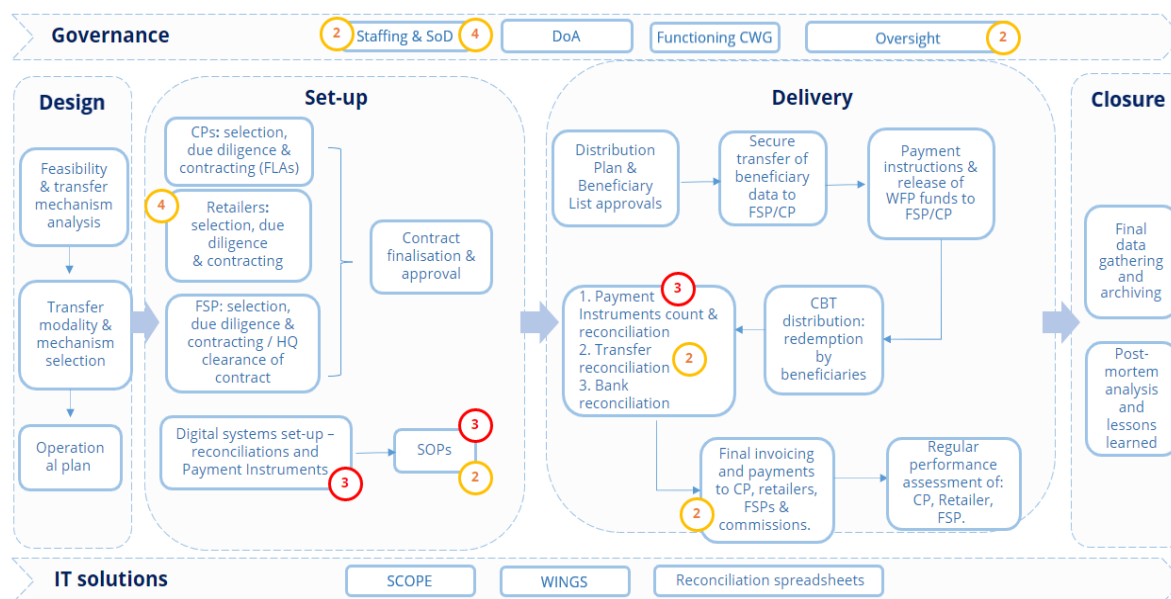 Governance
2
Staffing & SoD
4
DoA
Functioning CWG
Oversight
2
Design
Feasibility
& transfer
mechanism
analysis
Transfer
modality &
mechanism
selection
Operation
al plan
Set-up
CPs: selection,
due diligence &
contracting (FLAs)
4
Retailers:
selection, due
diligence
& contracting
FSP: selection,
due diligence &
contracting / HQ
clearance of
contract
Contract
finalisation &
approval
Digital systems set-up –
reconciliations and
Payment Instruments
3
SOPs
3
2
Delivery
Distribution
Plan &
Beneficiary
List approvals
Secure
transfer of
beneficiary
data to
FSP/CP
Payment
instructions &
release of
WFP funds to
FSP/CP
1. Payment
Instruments count &
reconciliation
2. Transfer
reconciliation
3. Bank
reconciliation
3
2
CBT
distribution:
redemption
by
beneficiaries
Final invoicing
and payments
to CP, retailers,
FSPs &
commissions.
2
Regular
performance
assessment of:
CP, Retailer,
FSP.
Closure
Final
data
gathering
and
archiving
Post-
mortem
analysis
and
lessons
learned
IT solutions
SCOPE
WINGS
Reconciliation spreadsheets